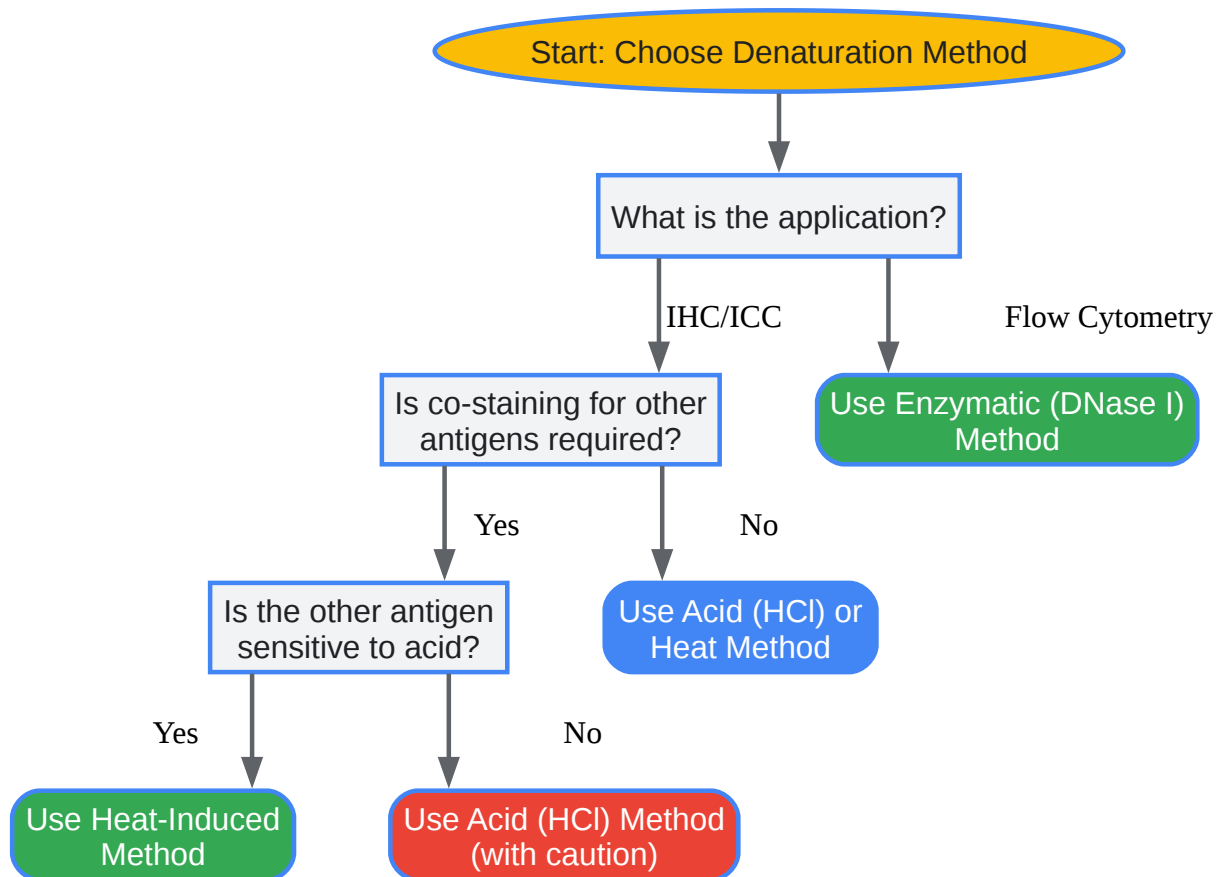 Start: Choose Denaturation Method
What is the application?
IHC/ICC
Flow Cytometry
Is co-staining for other
antigens required?
Use Enzymatic (DNase I)
Method
Yes
No
Is the other antigen
sensitive to acid?
Use Acid (HCl) or
Heat Method
Yes
No
Use Heat-Induced
Method
Use Acid (HCl) Method
(with caution)